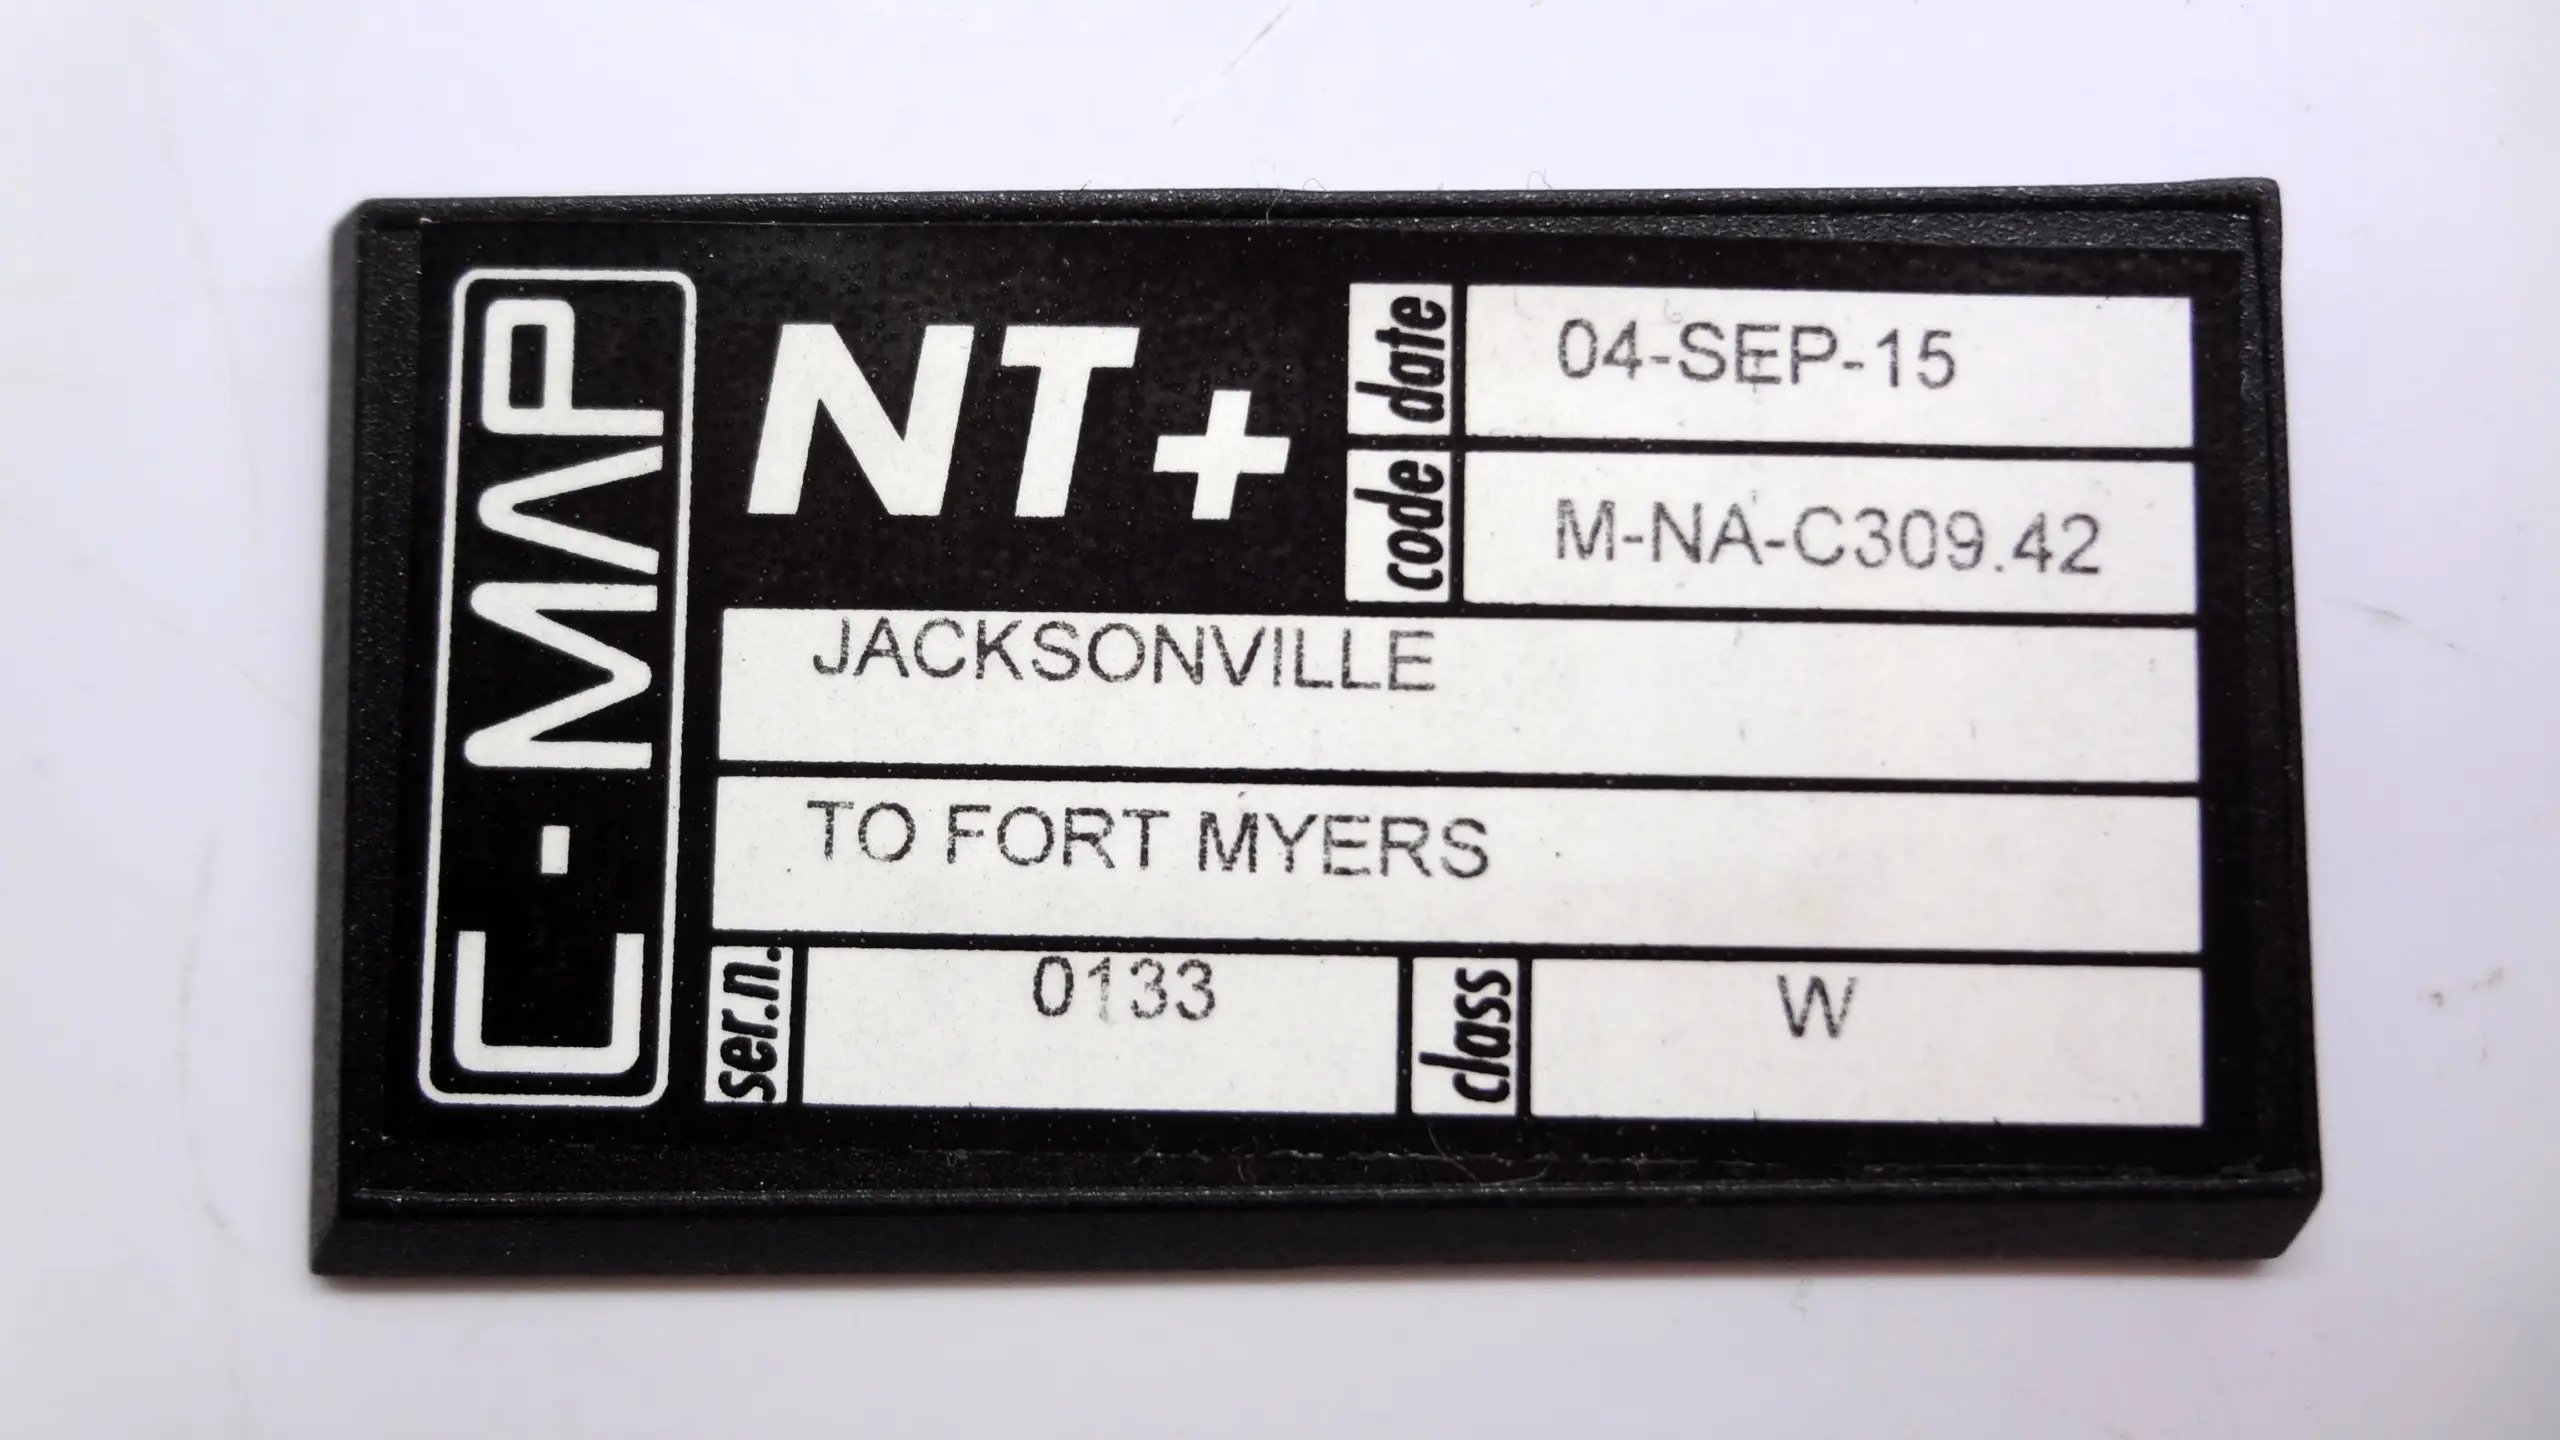 C-MAP
NT+
date 04-SEP-15
code M-NA-C309.42
JACKSONVILLE
TO FORT MYERS
ser.n. 0133 class W